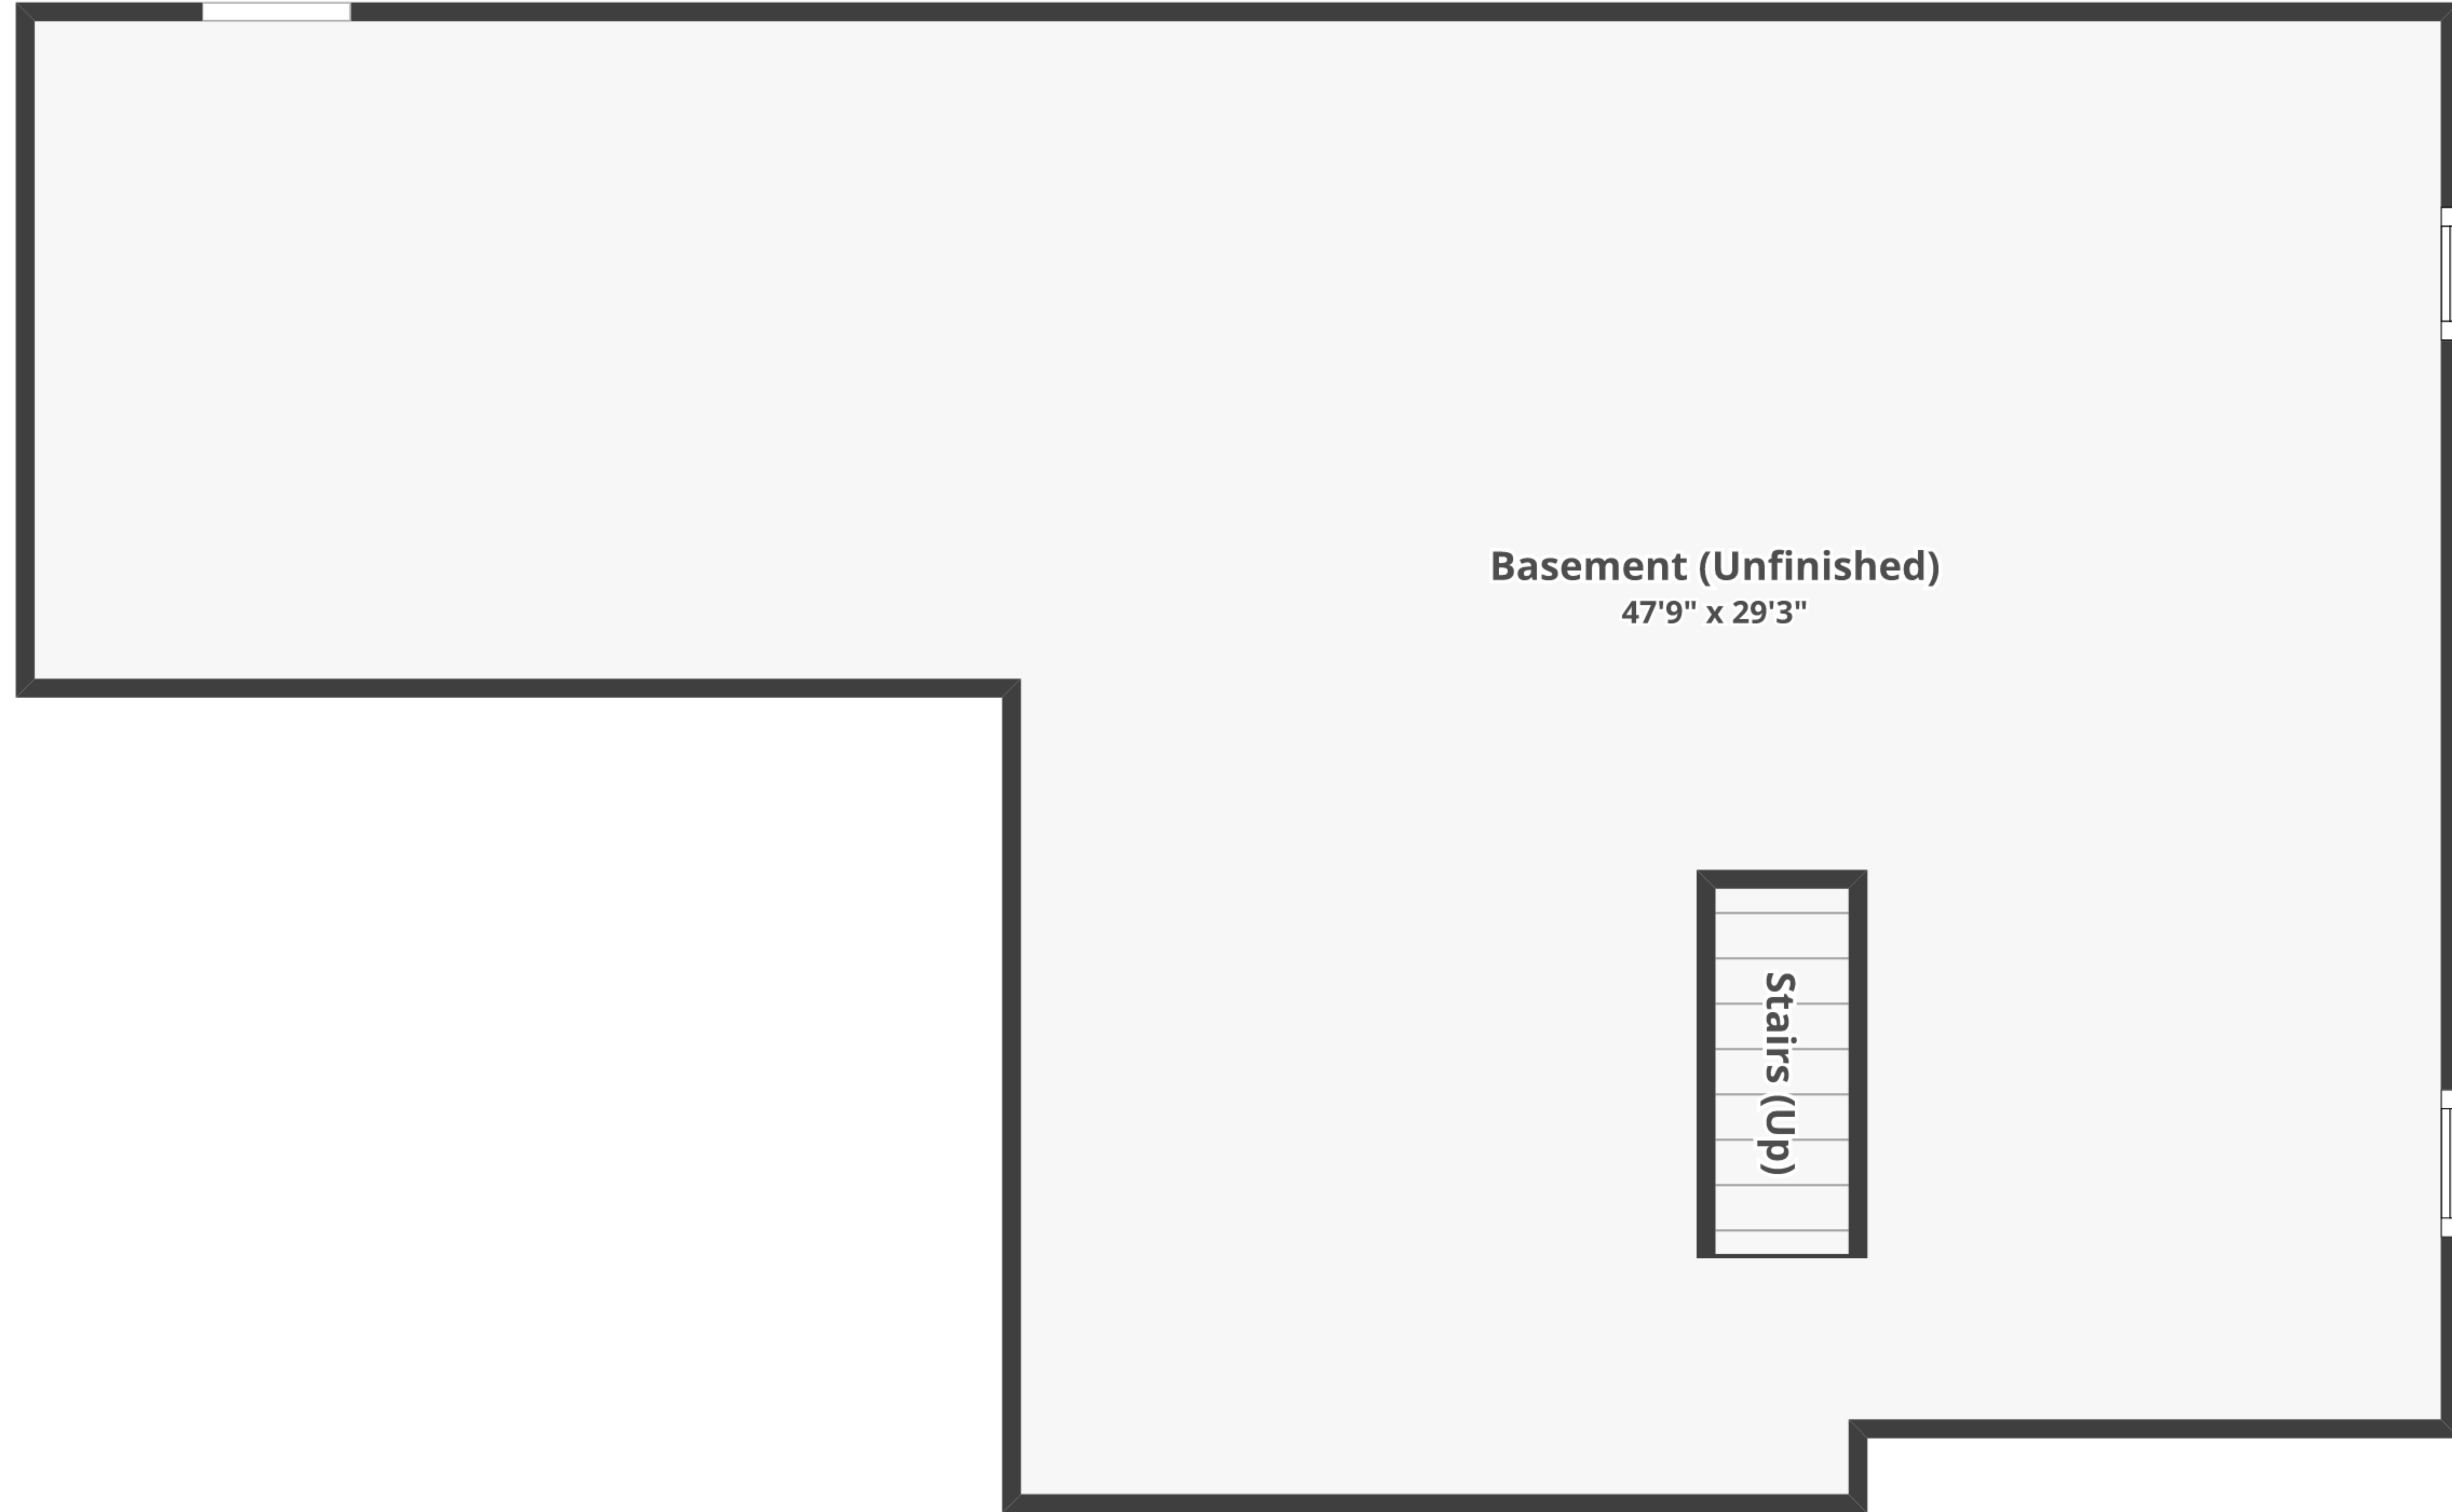 Basement (Unfinished)
47'9" x 29'3"
Stairs (Up)